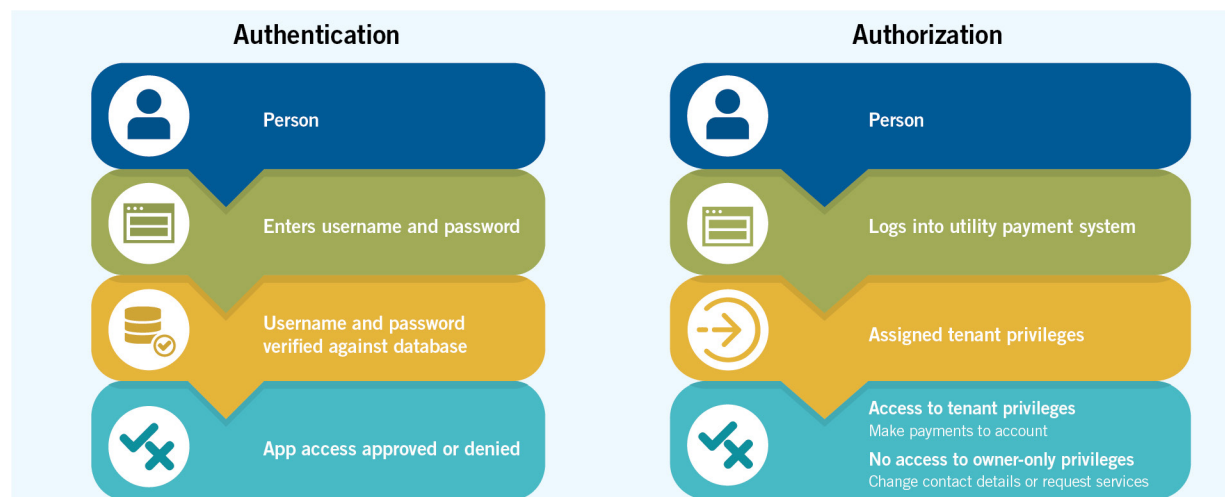 Authentication
Person
Enters username and password
Username and password
verified against database
App access approved or denied
Authorization
Person
Logs into utility payment system
Assigned tenant privileges
Access to tenant privileges
Make payments to account
No access to owner-only privileges
Change contact details or request services